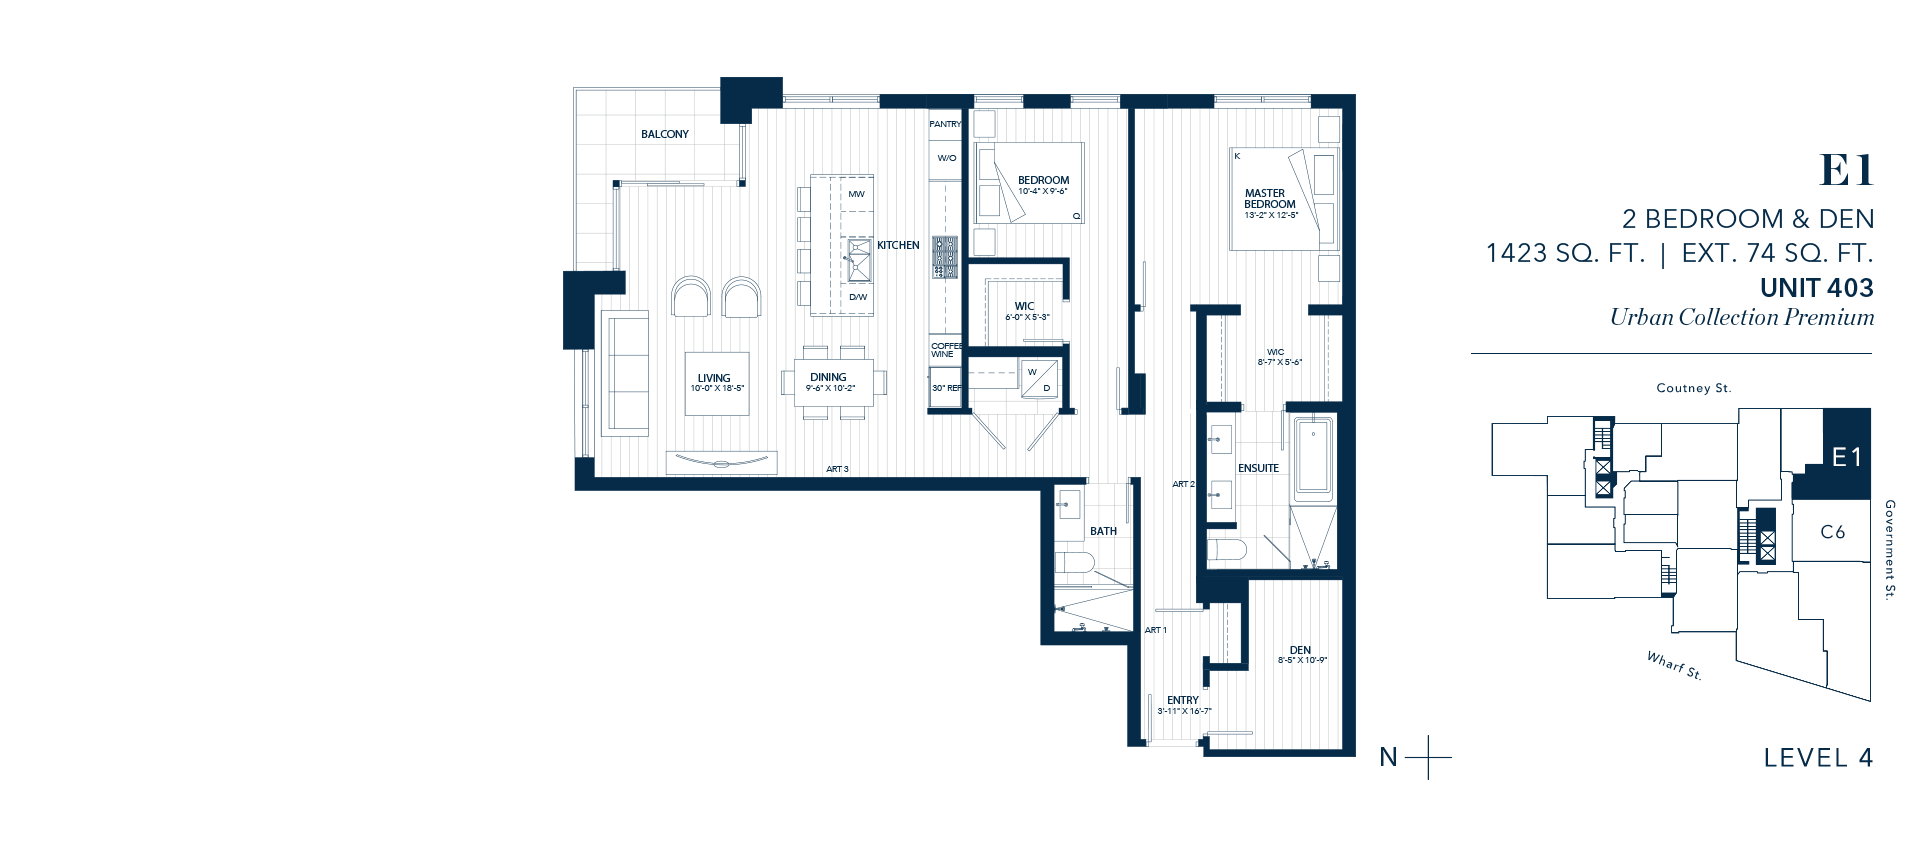 BALCONY
PANTRY
W/O
MW
KITCHEN
D/W
COFFEE
WINE
30" REF
LIVING
10'-0" X 18'-5"
DINING
9'-6" X 10'-2"
ART 3
BEDROOM
10'-4" X 9'-6"
Q
WIC
6'-0" X 5'-3"
W
D
K
MASTER
BEDROOM
13'-2" X 12'-5"
WIC
8'-7" X 5'-6"
ENSUITE
ART 2
BATH
ART 1
DEN
8'-5" X 10'-9"
ENTRY
3'-11" X 16'-7"
N
E1
2 BEDROOM & DEN
1423 SQ. FT. | EXT. 74 SQ. FT.
UNIT 403
Urban Collection Premium
Coutney St.
E1
C6
Government St.
Wharf St.
LEVEL 4